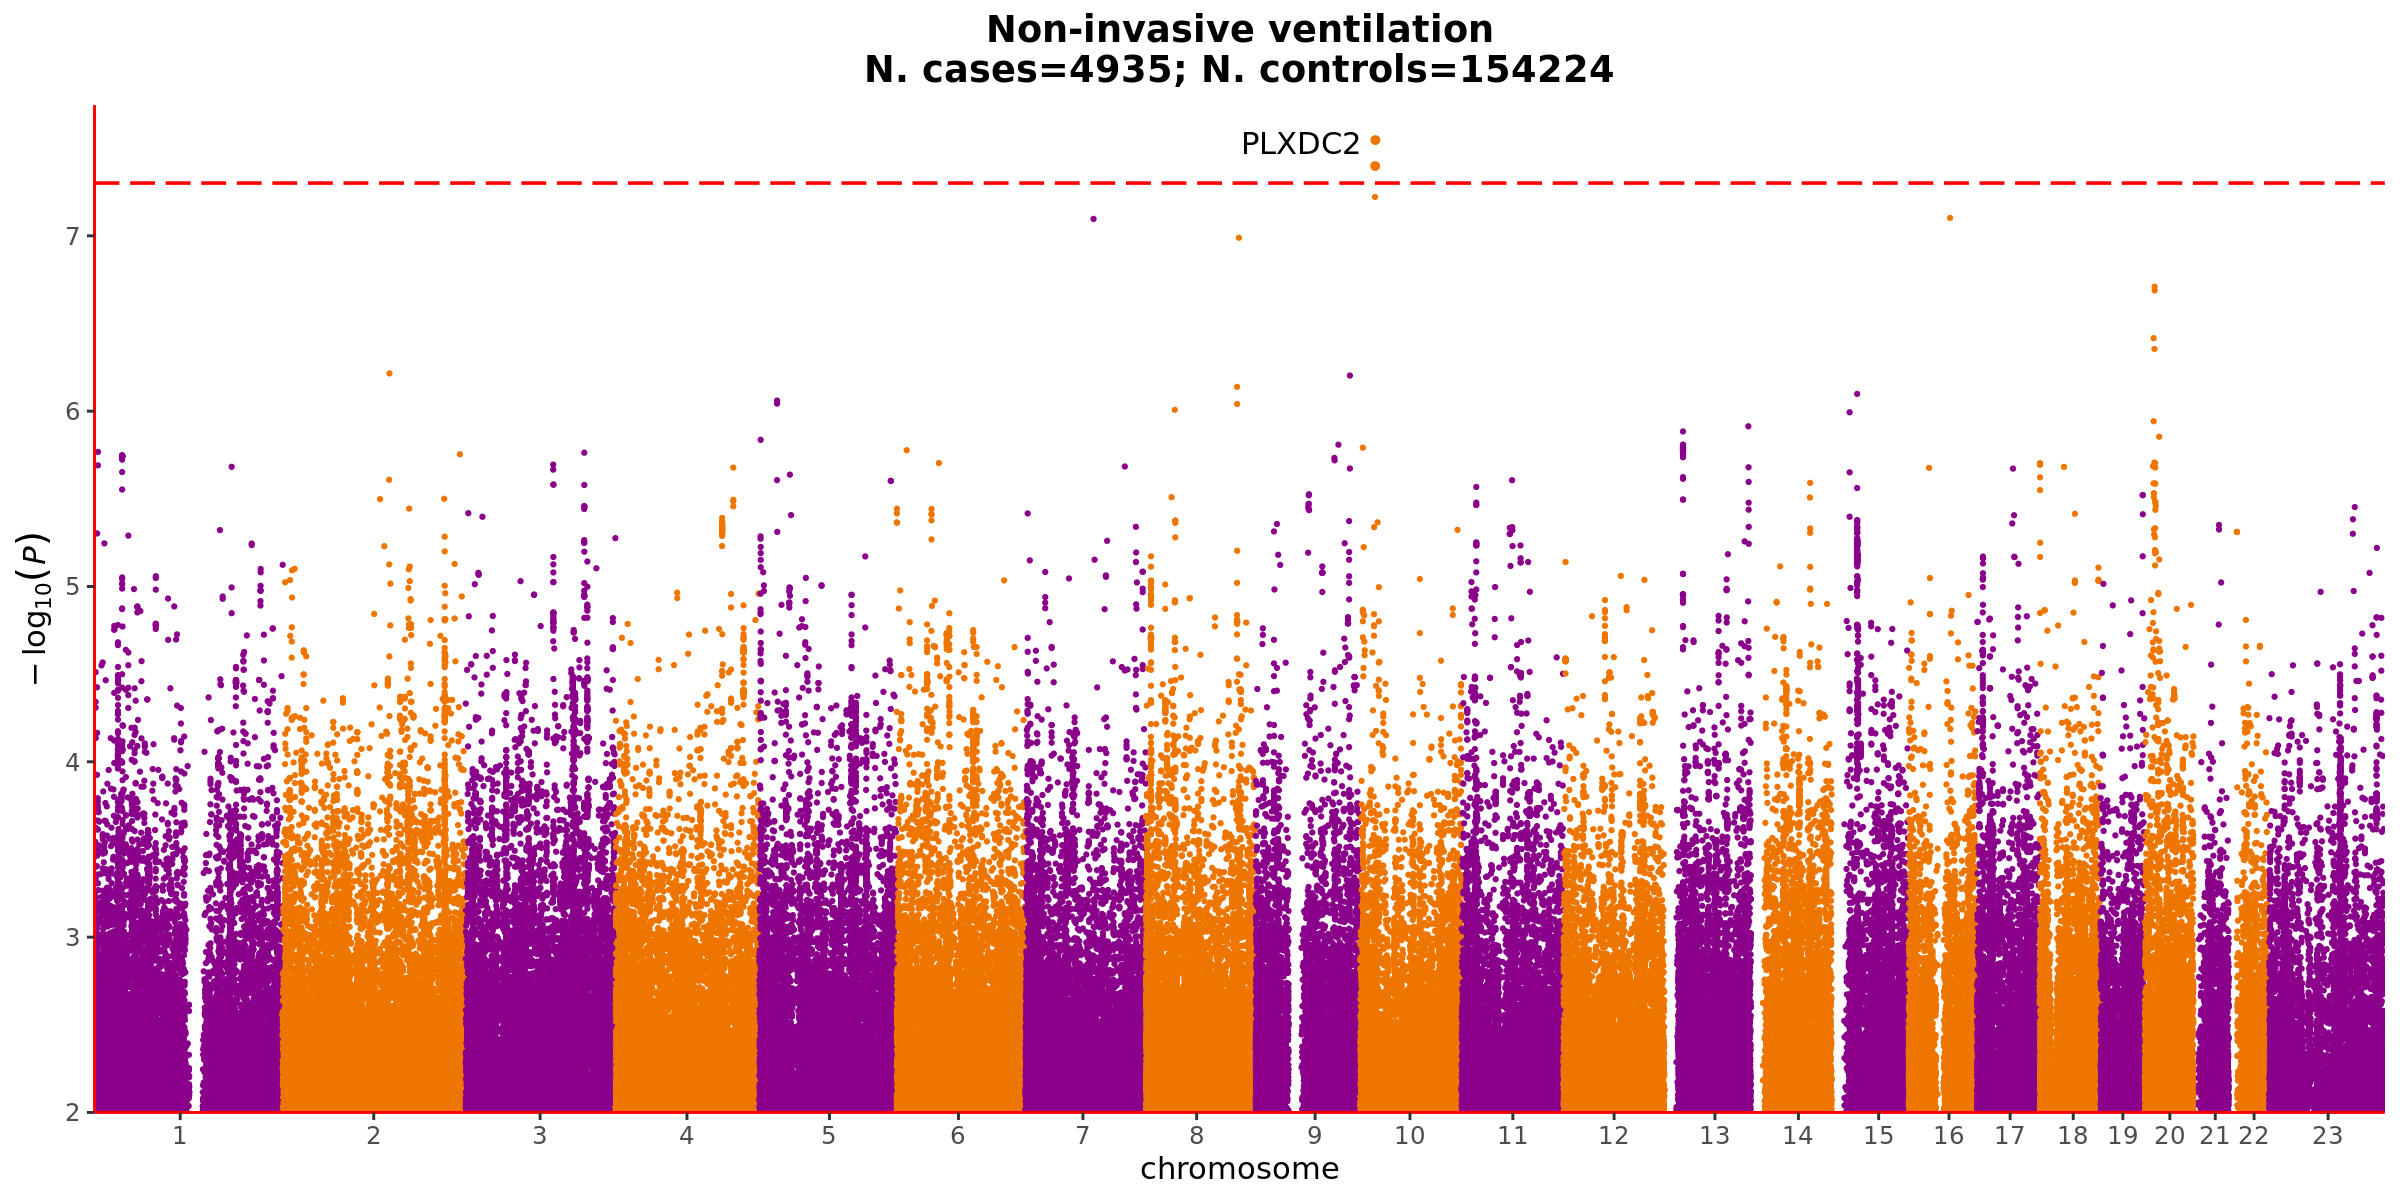 Non-invasive ventilation
N. cases=4935; N. controls=154224
PLXDC2
7
6
5
4
3
2
−log10(P)
1 2 3 4 5 6 7 8 9 10 11 12 13 14 15 16 17 18 19 20 21 22 23
chromosome